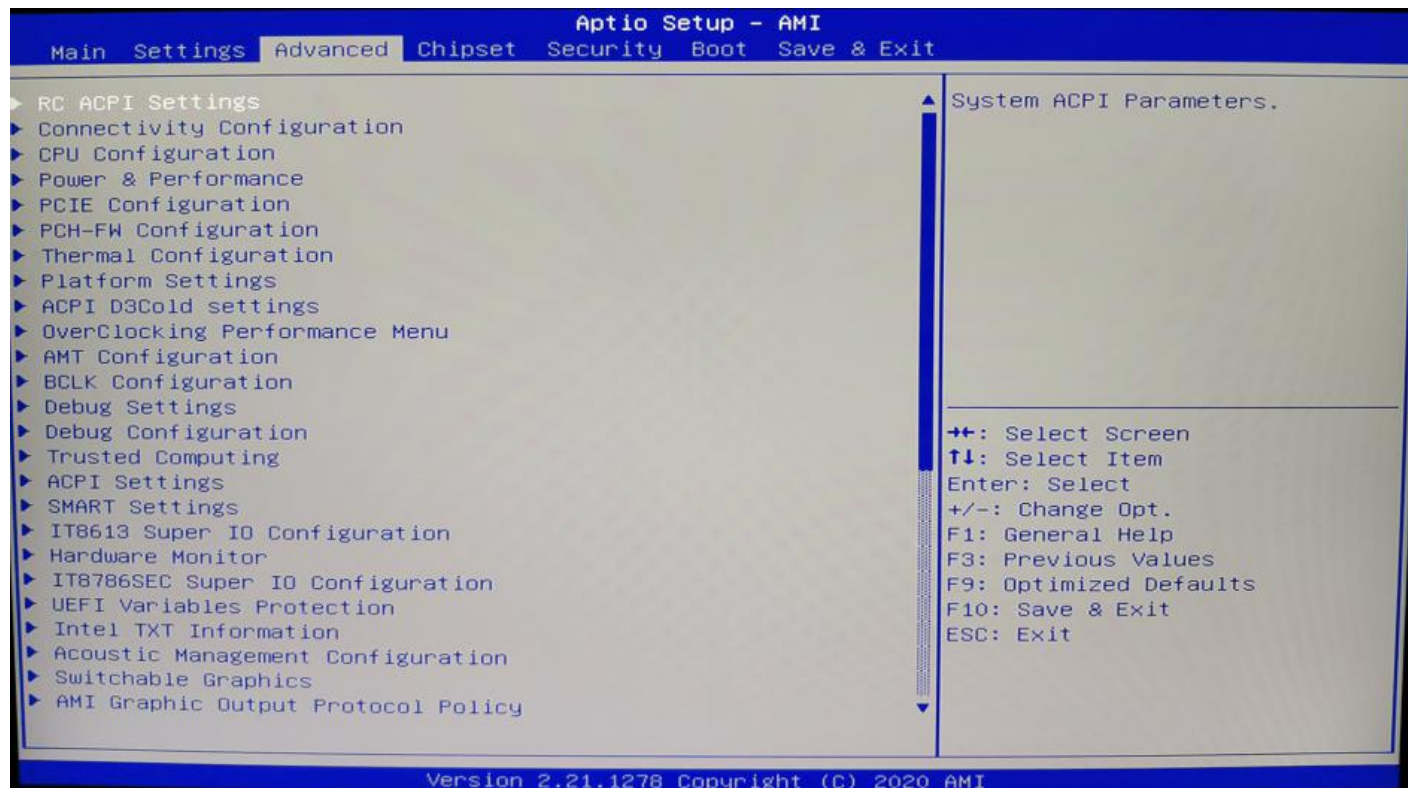 Aptio Setup – AMI
Main Settings Advanced Chipset Security Boot Save & Exit
RC ACPI Settings
Connectivity Configuration
CPU Configuration
Power & Performance
PCIE Configuration
PCH-FW Configuration
Thermal Configuration
Platform Settings
ACPI D3Cold settings
OverClocking Performance Menu
AMT Configuration
BCLK Configuration
Debug Settings
Debug Configuration
Trusted Computing
ACPI Settings
SMART Settings
IT8613 Super IO Configuration
Hardware Monitor
IT8786SEC Super IO Configuration
UEFI Variables Protection
Intel TXT Information
Acoustic Management Configuration
Switchable Graphics
AMI Graphic Output Protocol Policy
System ACPI Parameters.
→←: Select Screen
↑↓: Select Item
Enter: Select
+/-: Change Opt.
F1: General Help
F3: Previous Values
F9: Optimized Defaults
F10: Save & Exit
ESC: Exit
Version 2.21.1278 Copyright (C) 2020 AMI